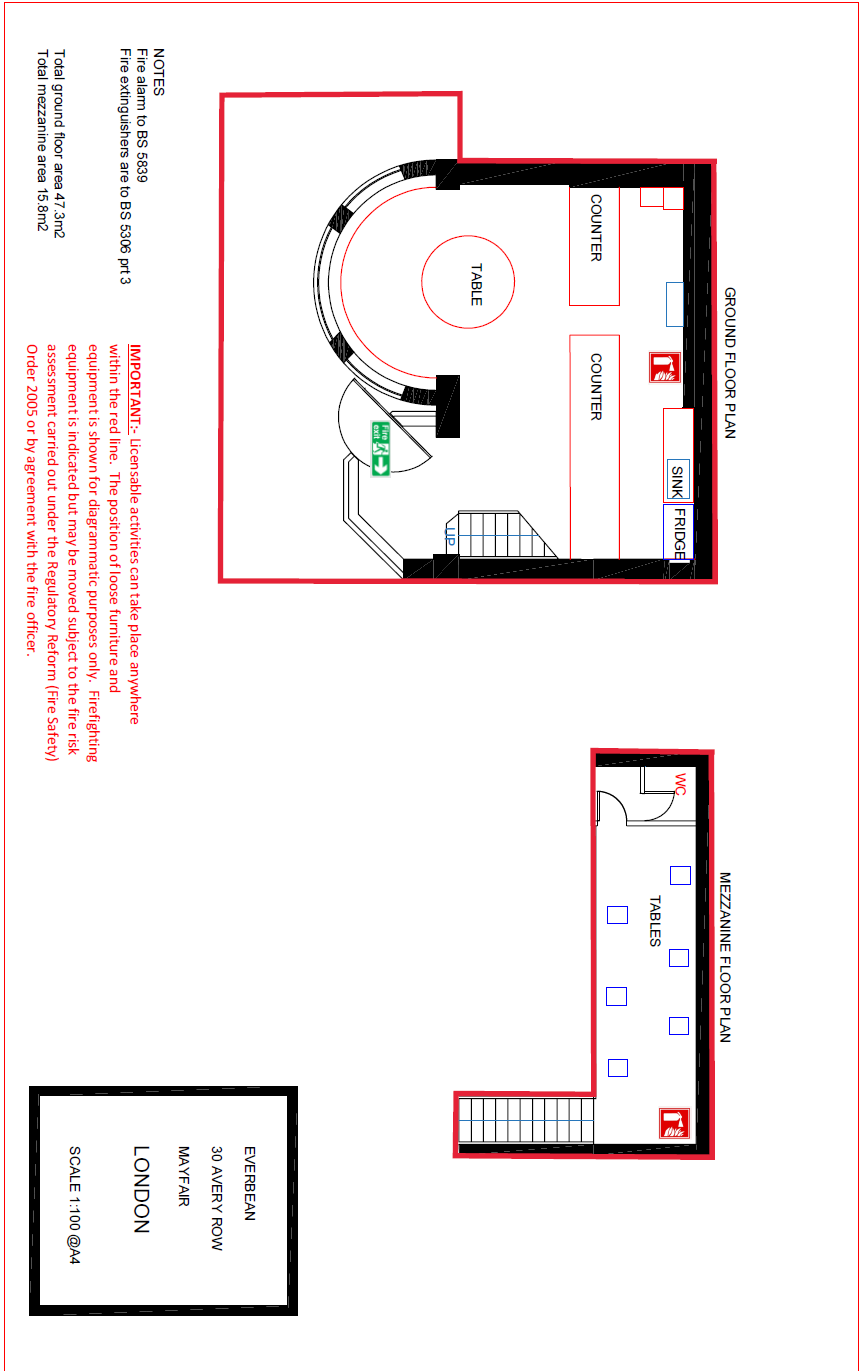 GROUND FLOOR PLAN
COUNTER
COUNTER
SINK
FRIDGE
TABLE
UP
Fire
exit
MEZZANINE FLOOR PLAN
WC
TABLES
NOTES
Fire alarm to BS 5839
Fire extinguishers are to BS 5306 prt 3
Total ground floor area 47.3m2
Total mezzanine area 15.8m2
IMPORTANT:- Licensable activities can take place anywhere
within the red line. The position of loose furniture and
equipment is shown for diagrammatic purposes only. Firefighting
equipment is indicated but may be moved subject to the fire risk
assessment carried out under the Regulatory Reform (Fire Safety)
Order 2005 or by agreement with the fire officer.
EVERBEAN
30 AVERY ROW
MAYFAIR
LONDON
SCALE 1:100 @A4